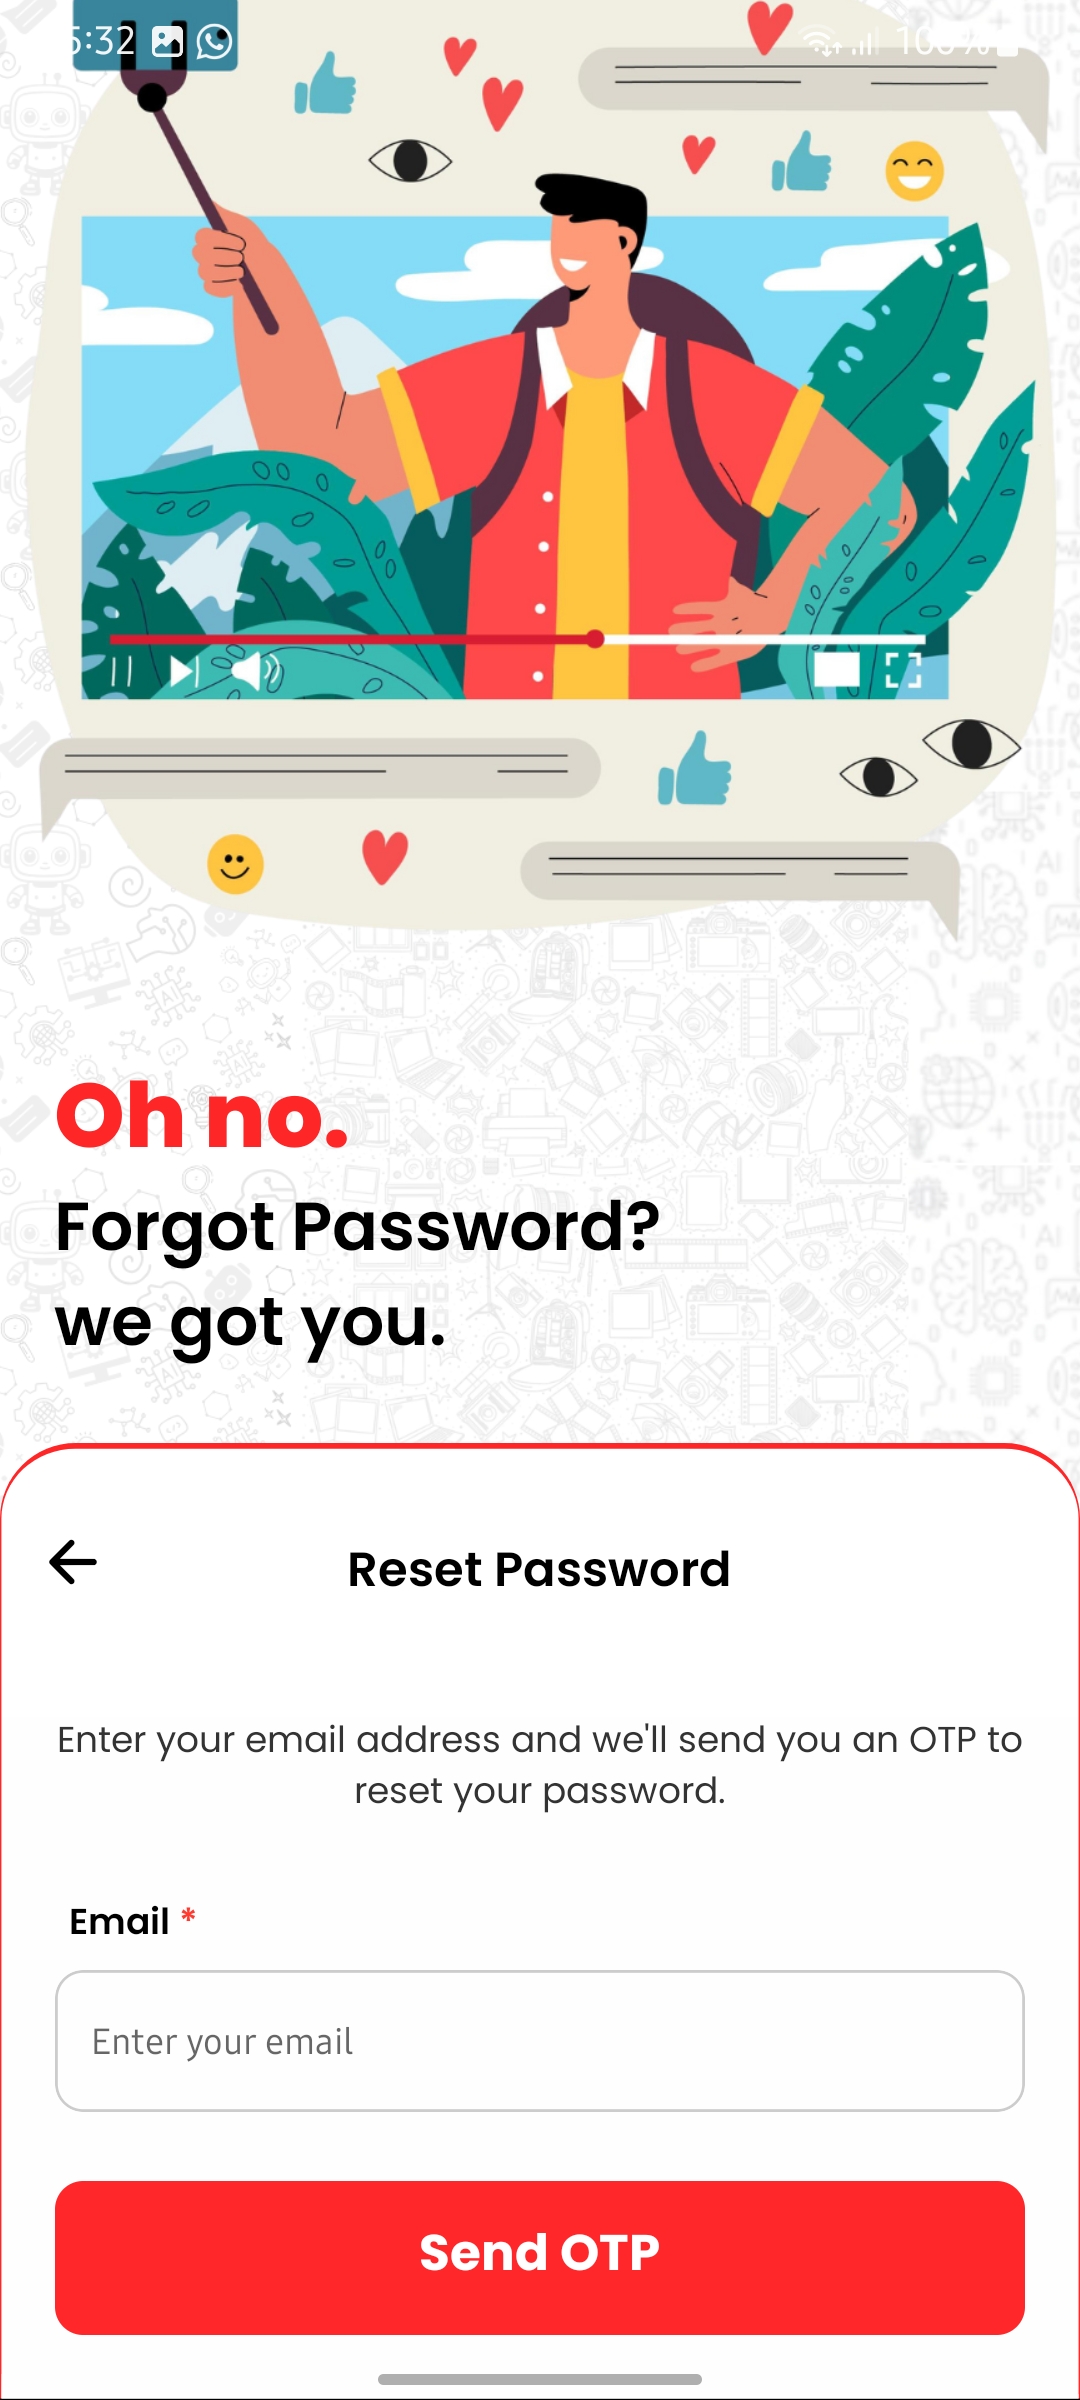 5:32 100%
Oh no.
Forgot Password?
we got you.
Reset Password
Enter your email address and we'll send you an OTP to
reset your password.
Email *
Enter your email
Send OTP